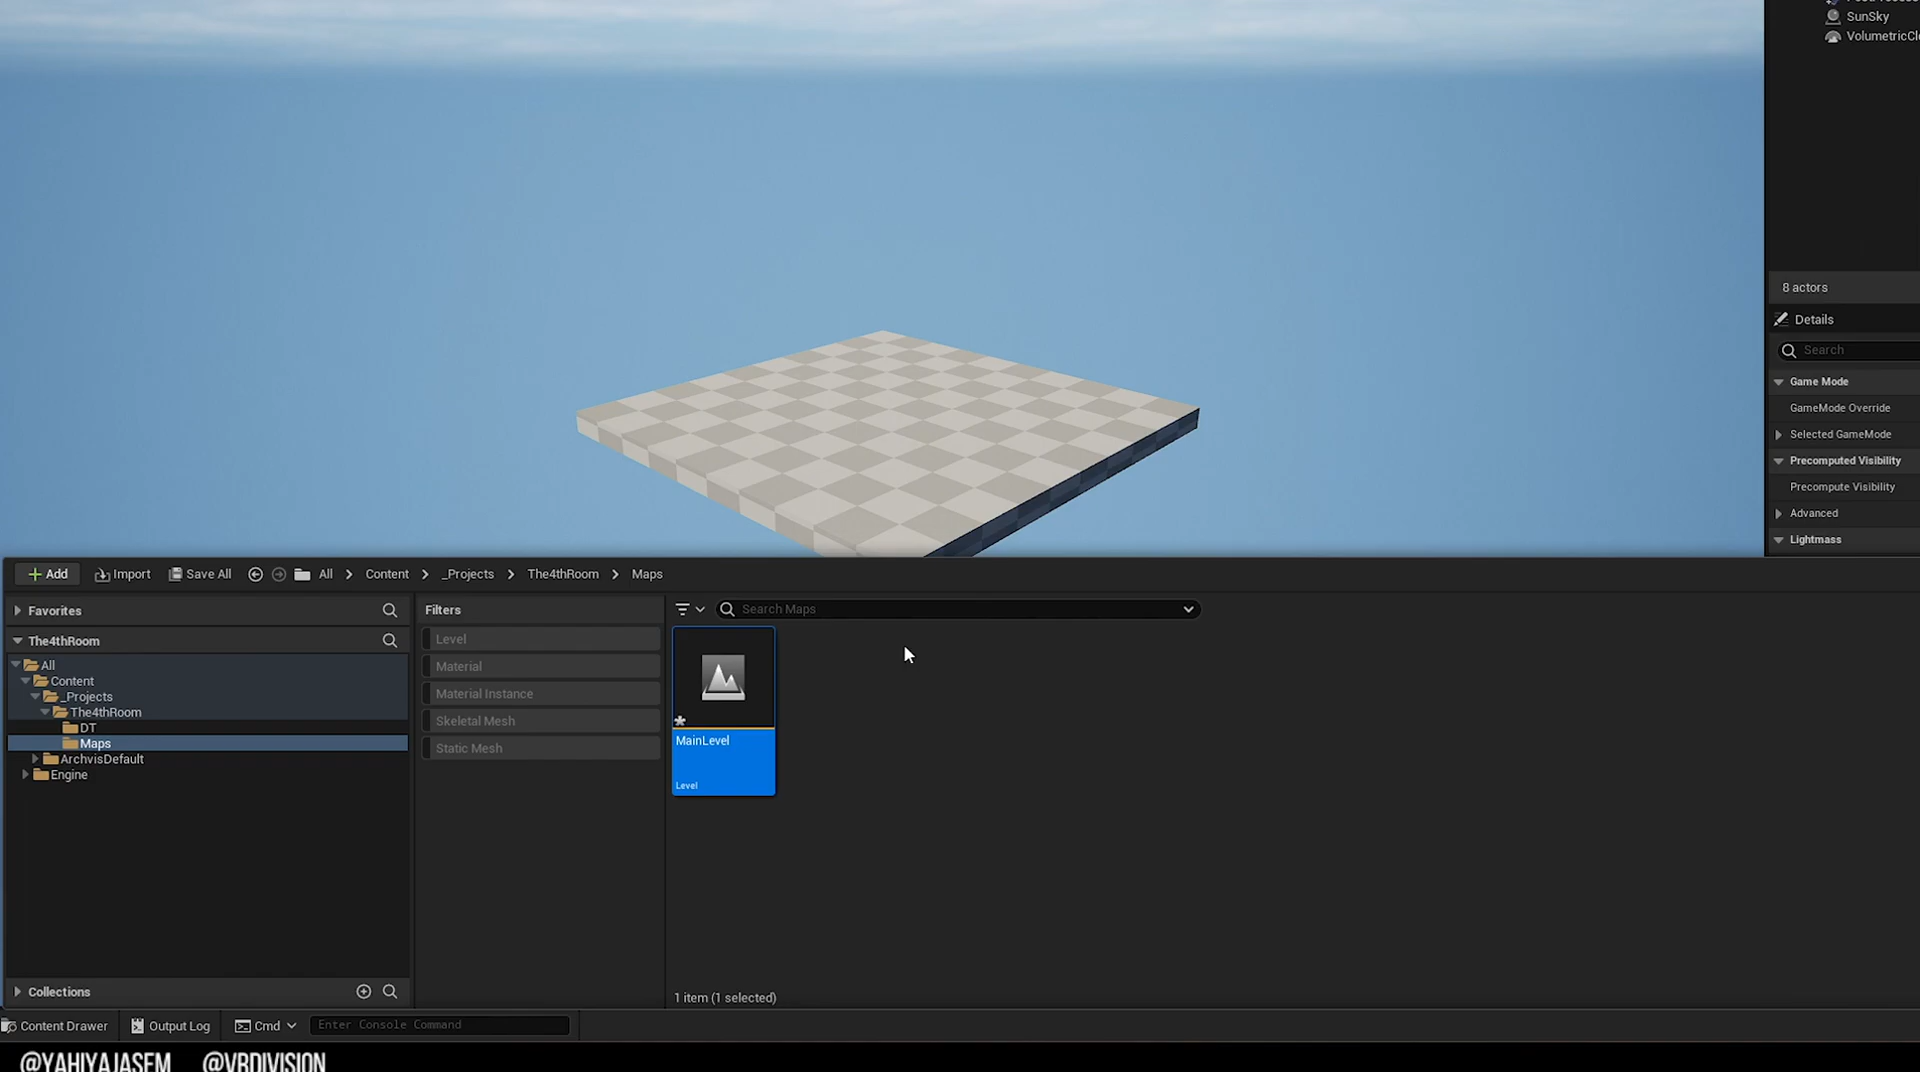 SunSky
VolumetricClo
8 actors
Details
Search
Game Mode
GameMode Override
Selected GameMode
Precomputed Visibility
Precompute Visibility
Advanced
Lightmass
+ Add
Import
Save All
All > Content > _Projects > The4thRoom > Maps
Favorites
The4thRoom
All
Content
_Projects
The4thRoom
DT
Maps
ArchvisDefault
Engine
Collections
Filters
Level
Material
Material Instance
Skeletal Mesh
Static Mesh
Search Maps
MainLevel
Level
1 item (1 selected)
Content Drawer
Output Log
Cmd
Enter Console Command
@YAHIYAJASEM @VRDIVISION